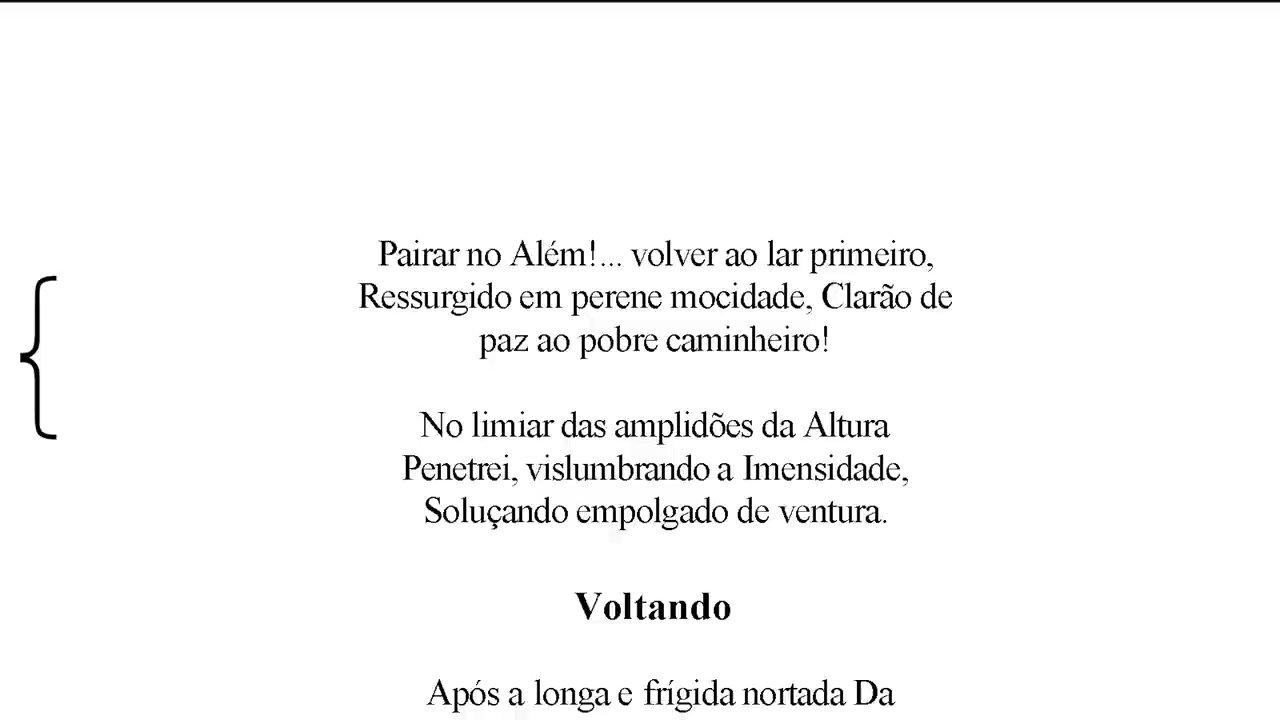 Pairar no Além!... volver ao lar primeiro,
Ressurgido em perene mocidade, Clarão de
paz ao pobre caminheiro!
No limiar das amplidões da Altura
Penetrei, vislumbrando a Imensidade,
Soluçando empolgado de ventura.
Voltando
Após a longa e frígida nortada Da